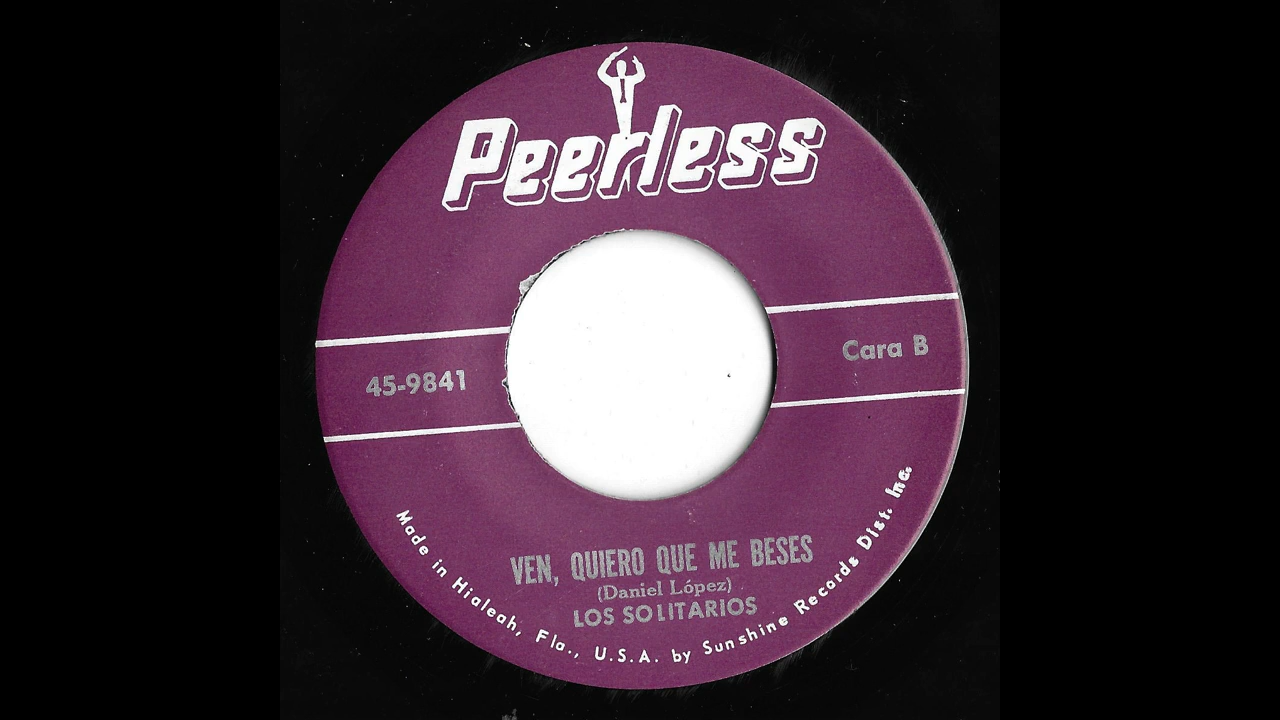 Peerless
45-9841
Cara B
VEN, QUIERO QUE ME BESES
(Daniel López)
LOS SOLITARIOS
Made in Hialeah, Fla., U.S.A. by Sunshine Records Dist. Inc.